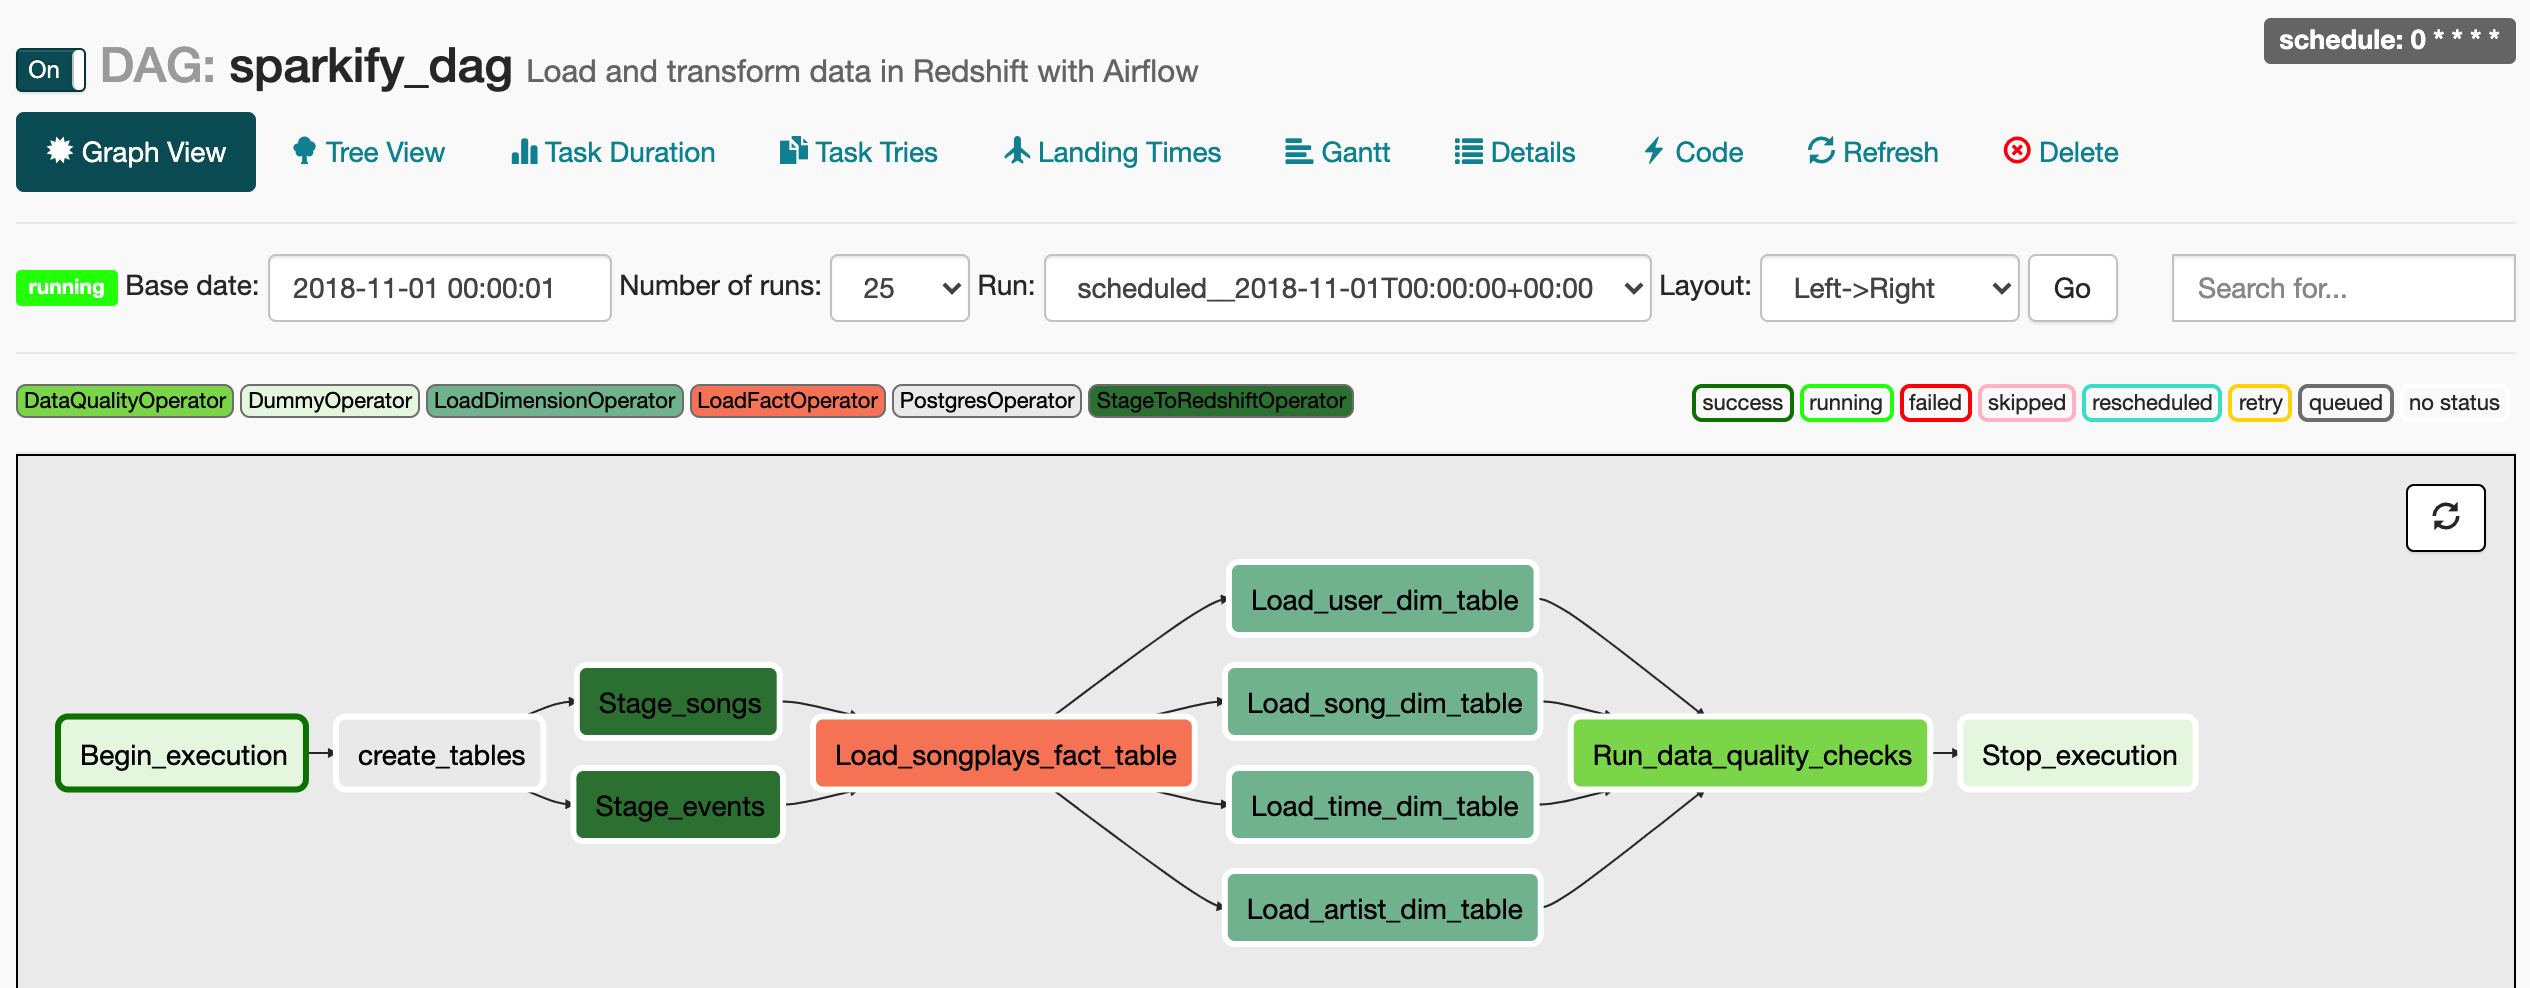 schedule: 0 * * * *
On DAG: sparkify_dag Load and transform data in Redshift with Airflow
Graph View Tree View Task Duration Task Tries Landing Times Gantt Details Code Refresh Delete
running Base date: 2018-11-01 00:00:01 Number of runs: 25 Run: scheduled__2018-11-01T00:00:00+00:00 Layout: Left->Right Go Search for...
DataQualityOperator DummyOperator LoadDimensionOperator LoadFactOperator PostgresOperator StageToRedshiftOperator success running failed skipped rescheduled retry queued no status
Begin_execution
create_tables
Stage_songs
Stage_events
Load_songplays_fact_table
Load_user_dim_table
Load_song_dim_table
Load_time_dim_table
Load_artist_dim_table
Run_data_quality_checks
Stop_execution